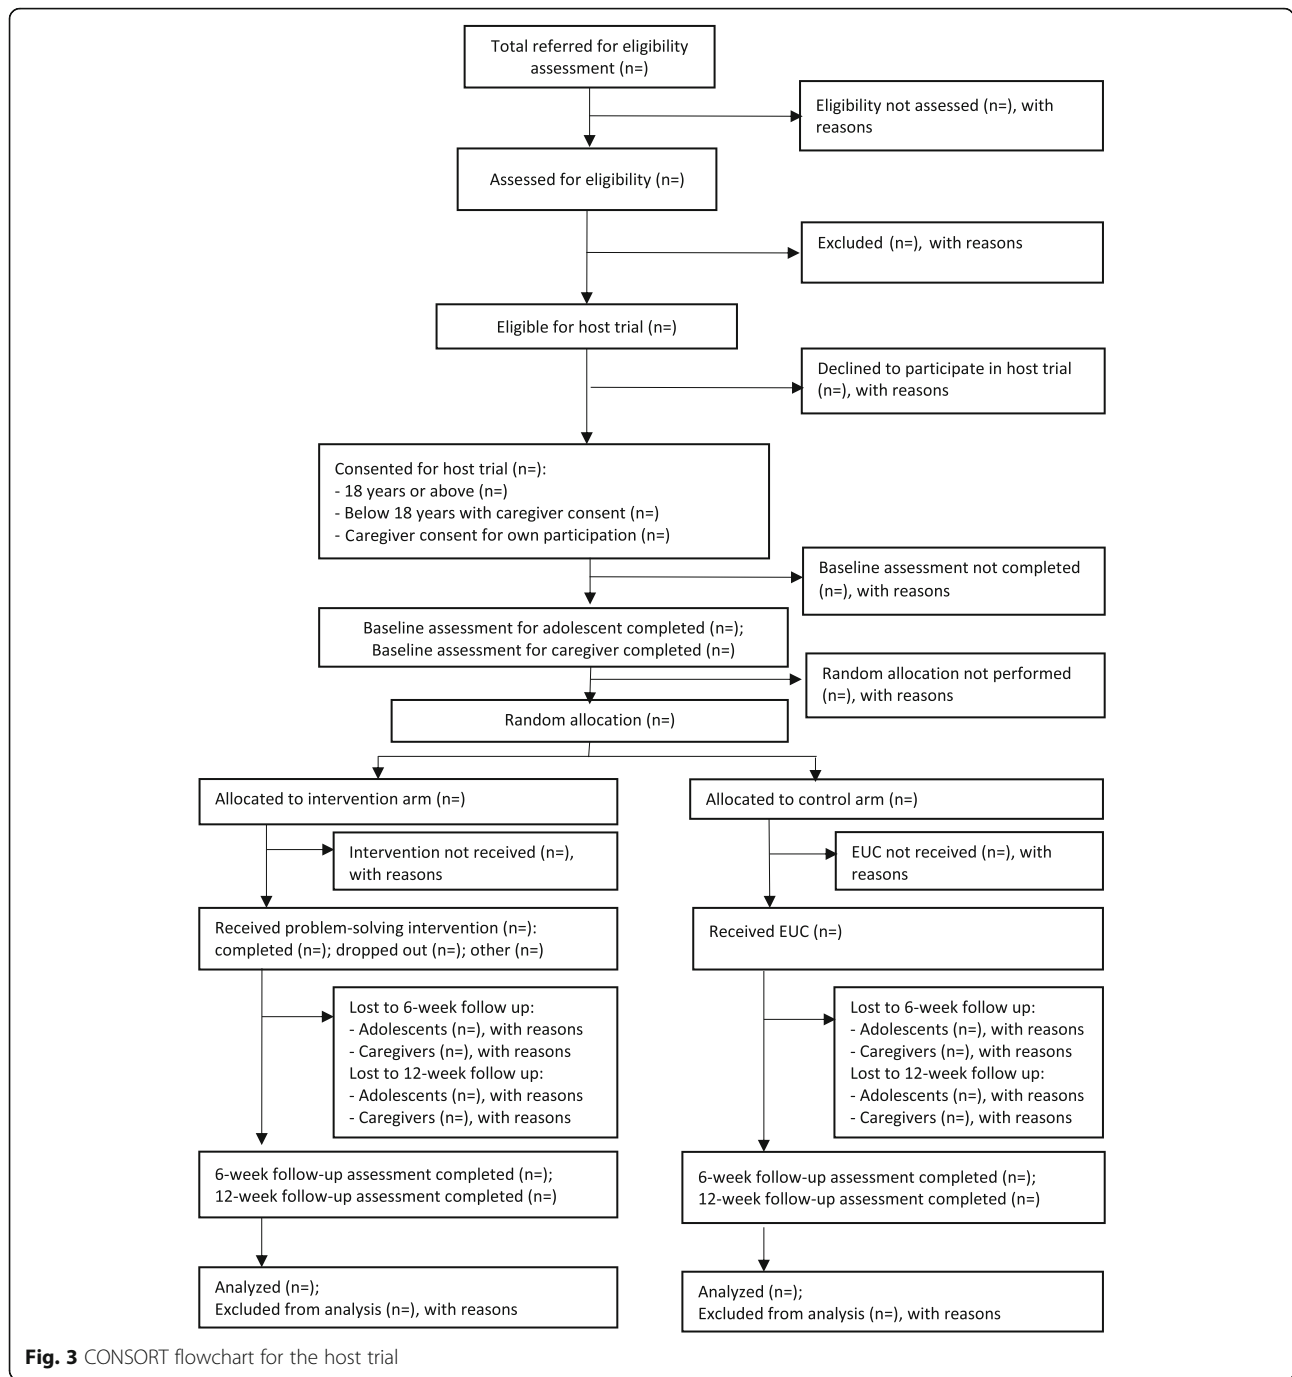 Total referred for eligibility
assessment (n=)
Eligibility not assessed (n=), with
reasons
Assessed for eligibility (n=)
Excluded (n=), with reasons
Eligible for host trial (n=)
Declined to participate in host trial
(n=), with reasons
Consented for host trial (n=):
- 18 years or above (n=)
- Below 18 years with caregiver consent (n=)
- Caregiver consent for own participation (n=)
Baseline assessment not completed
(n=), with reasons
Baseline assessment for adolescent completed (n=);
Baseline assessment for caregiver completed (n=)
Random allocation not performed
(n=), with reasons
Random allocation (n=)
Allocated to intervention arm (n=)
Allocated to control arm (n=)
Intervention not received (n=),
with reasons
EUC not received (n=), with
reasons
Received problem-solving intervention (n=):
completed (n=); dropped out (n=); other (n=)
Received EUC (n=)
Lost to 6-week follow up:
- Adolescents (n=), with reasons
- Caregivers (n=), with reasons
Lost to 12-week follow up:
- Adolescents (n=), with reasons
- Caregivers (n=), with reasons
Lost to 6-week follow up:
- Adolescents (n=), with reasons
- Caregivers (n=), with reasons
Lost to 12-week follow up:
- Adolescents (n=), with reasons
- Caregivers (n=), with reasons
6-week follow-up assessment completed (n=);
12-week follow-up assessment completed (n=)
6-week follow-up assessment completed (n=);
12-week follow-up assessment completed (n=)
Analyzed (n=);
Excluded from analysis (n=), with reasons
Analyzed (n=);
Excluded from analysis (n=), with reasons
Fig. 3 CONSORT flowchart for the host trial